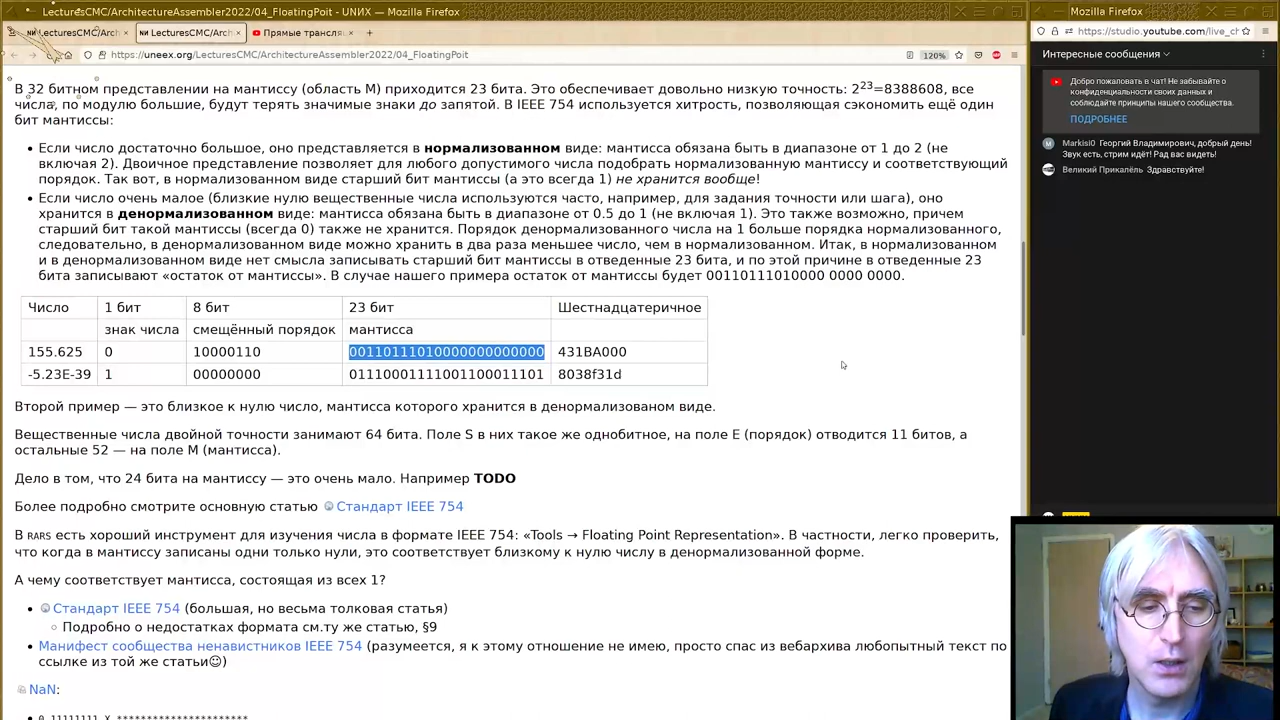 LecturesCMC/ArchitectureAssembler2022/04_FloatingPoit - UNИX — Mozilla Firefox
LecturesCMC/Architectur
LecturesCMC/Architectur
Прямые трансляц
https://uneex.org/LecturesCMC/ArchitectureAssembler2022/04_FloatingPoit
120%
В 32 битном представлении на мантиссу (область M) приходится 23 бита. Это обеспечивает довольно низкую точность: 2²³=8388608, все
числа, по модулю большие, будут терять значимые знаки до запятой. В IEEE 754 используется хитрость, позволяющая сэкономить ещё один
бит мантиссы:
• Если число достаточно большое, оно представляется в нормализованном виде: мантисса обязана быть в диапазоне от 1 до 2 (не
включая 2). Двоичное представление позволяет для любого допустимого числа подобрать нормализованную мантиссу и соответствующий
порядок. Так вот, в нормализованном виде старший бит мантиссы (а это всегда 1) не хранится вообще!
• Если число очень малое (близкие нулю вещественные числа используются часто, например, для задания точности или шага), оно
хранится в денормализованном виде: мантисса обязана быть в диапазоне от 0.5 до 1 (не включая 1). Это также возможно, причем
старший бит такой мантиссы (всегда 0) также не хранится. Порядок денормализованного числа на 1 больше порядка нормализованного,
следовательно, в денормализованном виде можно хранить в два раза меньшее число, чем в нормализованном. Итак, в нормализованном
и в денормализованном виде нет смысла записывать старший бит мантиссы в отведенные 23 бита, и по этой причине в отведенные 23
бита записывают «остаток от мантиссы». В случае нашего примера остаток от мантиссы будет 00110111010000 0000 0000.
Число 1 бит 8 бит 23 бит Шестнадцатеричное
знак числа смещённый порядок мантисса
155.625 0 10000110 00110111010000000000000 431BA000
-5.23E-39 1 00000000 01110001111001100011101 8038f31d
Второй пример — это близкое к нулю число, мантисса которого хранится в денормализованом виде.
Вещественные числа двойной точности занимают 64 бита. Поле S в них такое же однобитное, на поле E (порядок) отводится 11 битов, а
остальные 52 — на поле M (мантисса).
Дело в том, что 24 бита на мантиссу — это очень мало. Например TODO
Более подробно смотрите основную статью Стандарт IEEE 754
В RARS есть хороший инструмент для изучения числа в формате IEEE 754: «Tools → Floating Point Representation». В частности, легко проверить,
что когда в мантиссу записаны одни только нули, это соответствует близкому к нулю числу в денормализованной форме.
А чему соответствует мантисса, состоящая из всех 1?
• Стандарт IEEE 754 (большая, но весьма толковая статья)
◦ Подробно о недостатках формата см.ту же статью, §9
• Манифест сообщества ненавистников IEEE 754 (разумеется, я к этому отношение не имею, просто спас из вебархива любопытный текст по
ссылке из той же статьи☺)
NaN:
• 0 11111111 X **********************
Mozilla Firefox
https://studio.youtube.com/live_ch
Интересные сообщения
Добро пожаловать в чат! Не забывайте о
конфиденциальности своих данных и
соблюдайте принципы нашего сообщества.
ПОДРОБНЕЕ
MarkisI0 Георгий Владимирович, добрый день!
Звук есть, стрим идёт! Рад вас видеть!
Великий Прикалёль Здравствуйте!